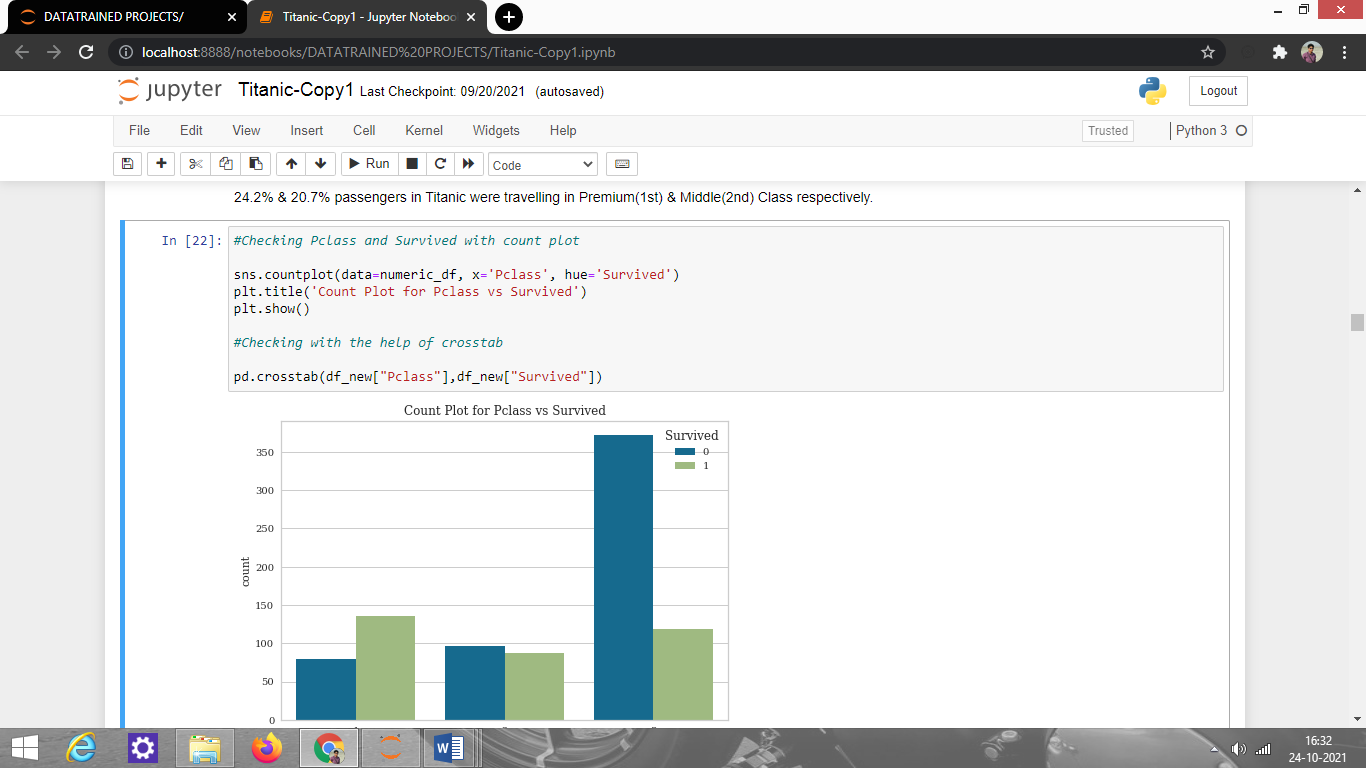 DATATRAINED PROJECTS/
Titanic-Copy1 - Jupyter Noteboo
localhost:8888/notebooks/DATATRAINED%20PROJECTS/Titanic-Copy1.ipynb
jupyter Titanic-Copy1 Last Checkpoint: 09/20/2021 (autosaved)
Logout
File Edit View Insert Cell Kernel Widgets Help
Trusted
Python 3
Run
Code
24.2% & 20.7% passengers in Titanic were travelling in Premium(1st) & Middle(2nd) Class respectively.
In [22]:
#Checking Pclass and Survived with count plot
sns.countplot(data=numeric_df, x='Pclass', hue='Survived')
plt.title('Count Plot for Pclass vs Survived')
plt.show()
#Checking with the help of crosstab
pd.crosstab(df_new["Pclass"],df_new["Survived"])
Count Plot for Pclass vs Survived
Survived
0
1
350
300
250
200
150
100
50
0
count
W
16:32
24-10-2021